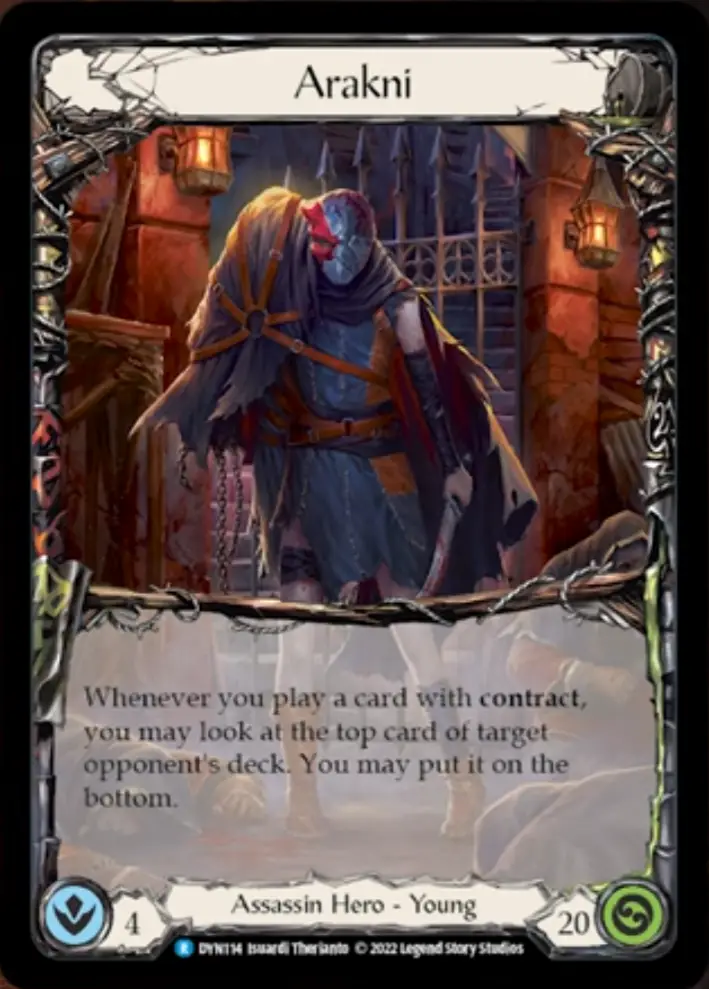 Arakni
Whenever you play a card with contract,
you may look at the top card of target
opponent's deck. You may put it on the
bottom.
Assassin Hero - Young
4
20
R DYN114 Isuardi Therianto © 2022 Legend Story Studios